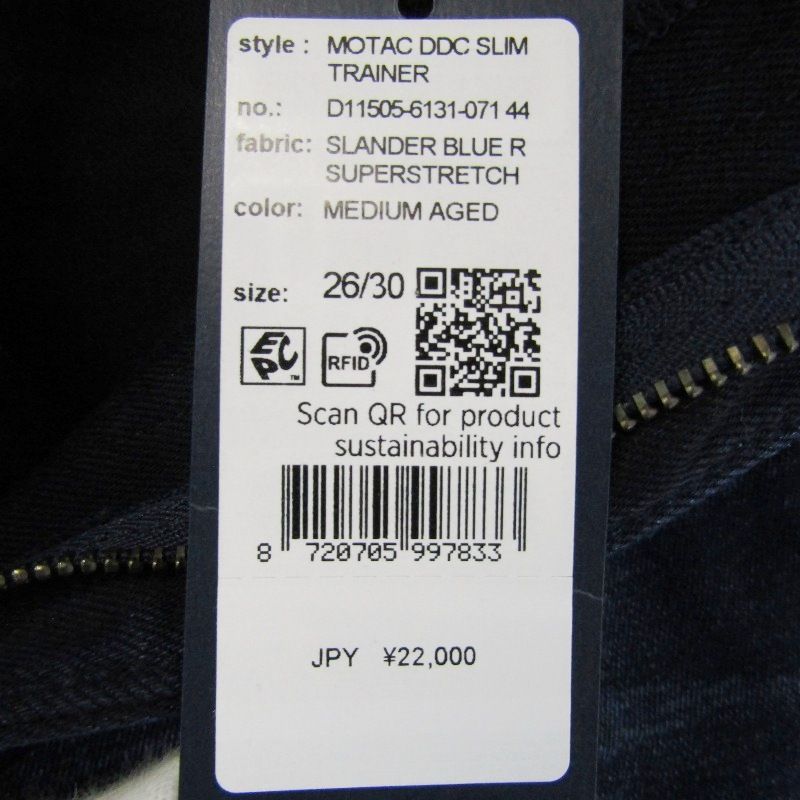 style : MOTAC DDC SLIM
TRAINER
no.: D11505-6131-071 44
fabric: SLANDER BLUE R
SUPERSTRETCH
color: MEDIUM AGED
size: 26/30
EPC™
RFID
Scan QR for product
sustainability info
8 720705 997833
JPY ¥22,000